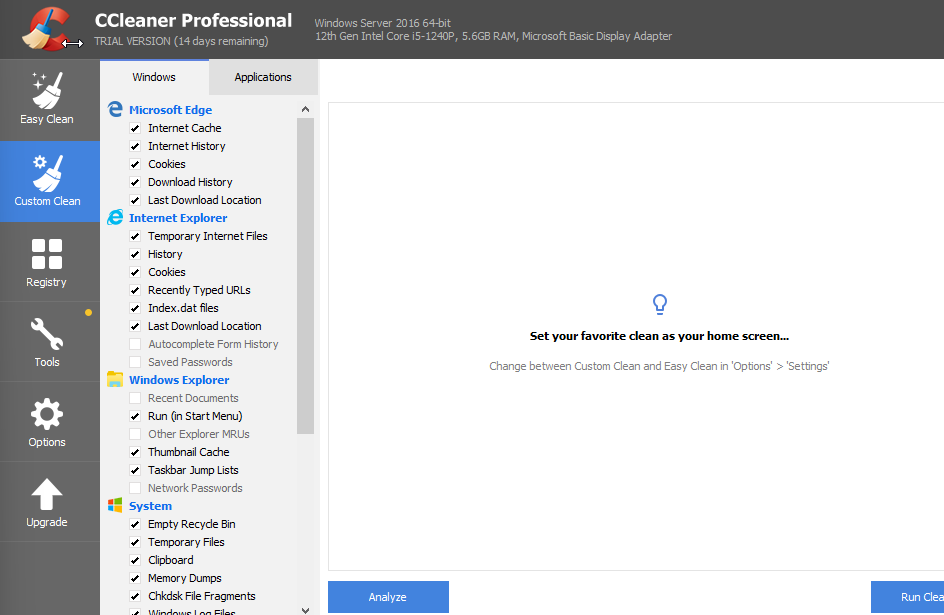 CCleaner Professional
TRIAL VERSION (14 days remaining)
Windows Server 2016 64-bit
12th Gen Intel Core i5-1240P, 5.6GB RAM, Microsoft Basic Display Adapter
Easy Clean
Custom Clean
Registry
Tools
Options
Upgrade
Windows
Applications
Microsoft Edge
Internet Cache
Internet History
Cookies
Download History
Last Download Location
Internet Explorer
Temporary Internet Files
History
Cookies
Recently Typed URLs
Index.dat files
Last Download Location
Autocomplete Form History
Saved Passwords
Windows Explorer
Recent Documents
Run (in Start Menu)
Other Explorer MRUs
Thumbnail Cache
Taskbar Jump Lists
Network Passwords
System
Empty Recycle Bin
Temporary Files
Clipboard
Memory Dumps
Chkdsk File Fragments
Windows Log Files
Set your favorite clean as your home screen...
Change between Custom Clean and Easy Clean in 'Options' > 'Settings'
Analyze
Run Clea